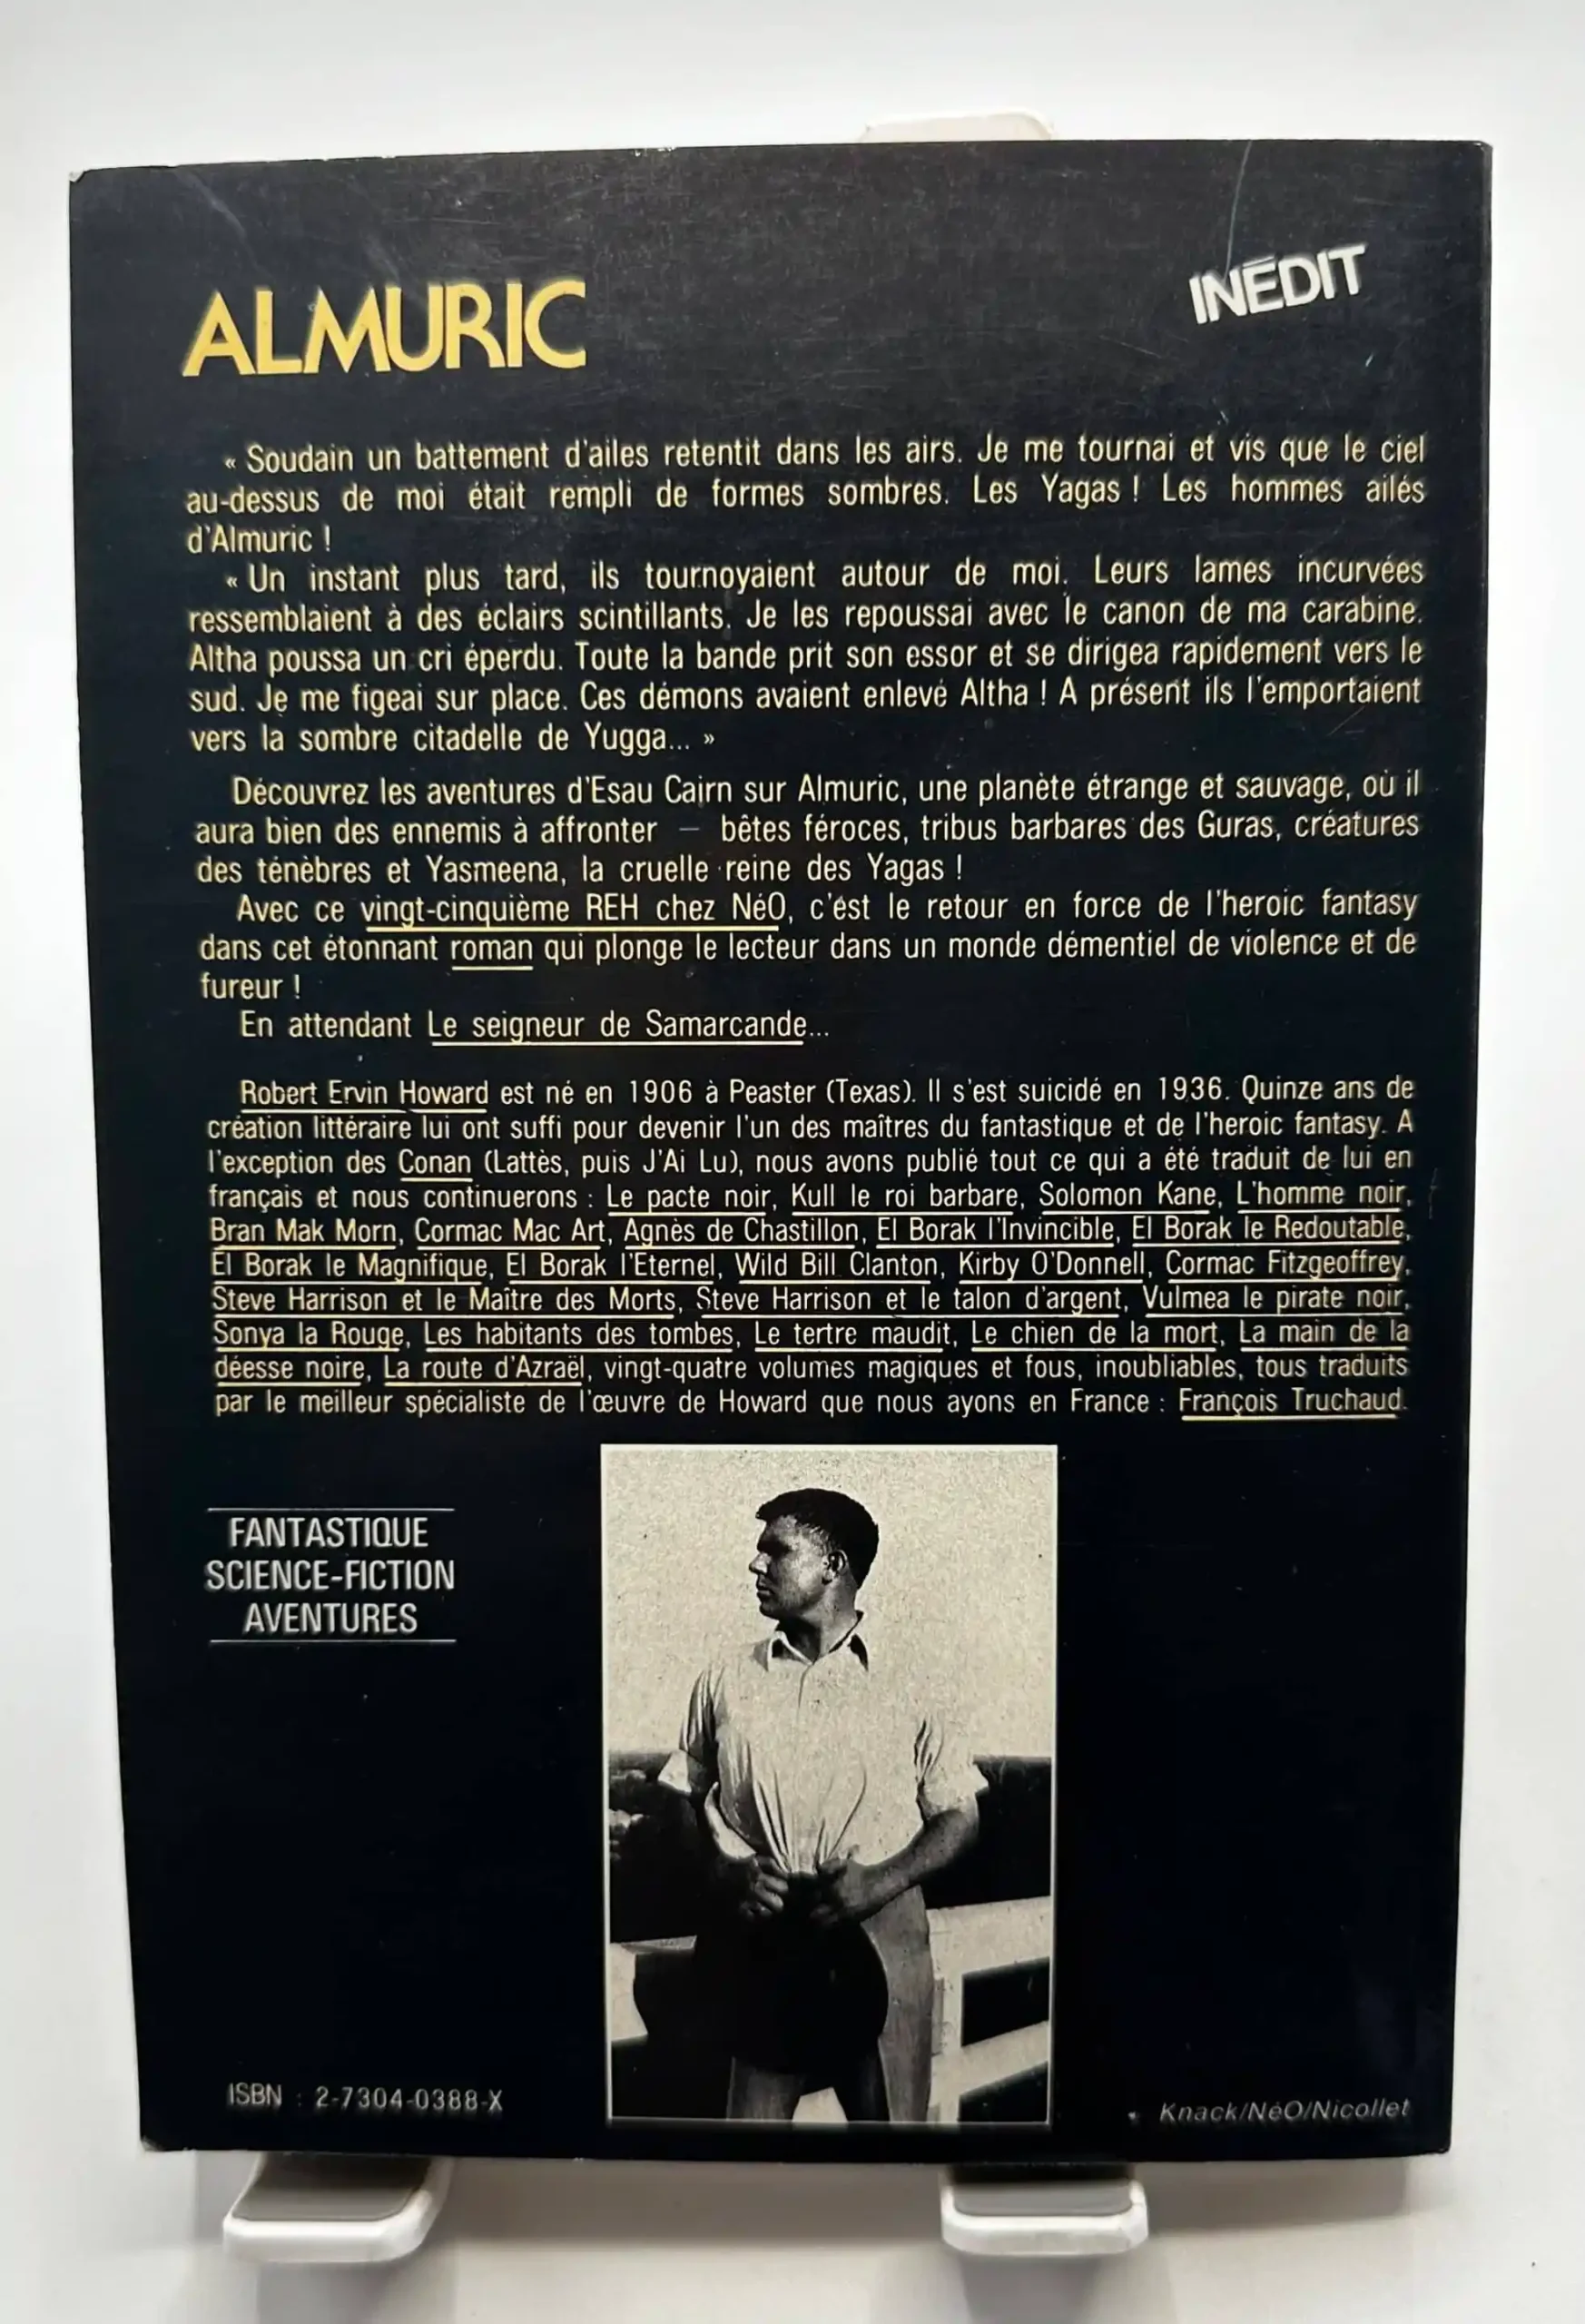 ALMURIC
INÉDIT
« Soudain un battement d'ailes retentit dans les airs. Je me tournai et vis que le ciel
au-dessus de moi était rempli de formes sombres. Les Yagas ! Les hommes ailés
d'Almuric !
« Un instant plus tard, ils tournoyaient autour de moi. Leurs lames incurvées
ressemblaient à des éclairs scintillants. Je les repoussai avec le canon de ma carabine.
Altha poussa un cri éperdu. Toute la bande prit son essor et se dirigea rapidement vers le
sud. Je me figeai sur place. Ces démons avaient enlevé Altha ! A présent ils l'emportaient
vers la sombre citadelle de Yugga... »
Découvrez les aventures d'Esau Cairn sur Almuric, une planète étrange et sauvage, où il
aura bien des ennemis à affronter — bêtes féroces, tribus barbares des Guras, créatures
des ténèbres et Yasmeena, la cruelle reine des Yagas !
Avec ce vingt-cinquième REH chez NéO, c'est le retour en force de l'heroic fantasy
dans cet étonnant roman qui plonge le lecteur dans un monde démentiel de violence et de
fureur !
En attendant Le seigneur de Samarcande...
Robert Ervin Howard est né en 1906 à Peaster (Texas). Il s'est suicidé en 1936. Quinze ans de
création littéraire lui ont suffi pour devenir l'un des maîtres du fantastique et de l'heroic fantasy. A
l'exception des Conan (Lattès, puis J'Ai Lu), nous avons publié tout ce qui a été traduit de lui en
français et nous continuerons : Le pacte noir, Kull le roi barbare, Solomon Kane, L'homme noir,
Bran Mak Morn, Cormac Mac Art, Agnès de Chastillon, El Borak l'Invincible, El Borak le Redoutable,
El Borak le Magnifique, El Borak l'Eternel, Wild Bill Clanton, Kirby O'Donnell, Cormac Fitzgeoffrey,
Steve Harrison et le Maître des Morts, Steve Harrison et le talon d'argent, Vulmea le pirate noir,
Sonya la Rouge, Les habitants des tombes, Le tertre maudit, Le chien de la mort, La main de la
déesse noire, La route d'Azraël, vingt-quatre volumes magiques et fous, inoubliables, tous traduits
par le meilleur spécialiste de l'œuvre de Howard que nous ayons en France : François Truchaud.
FANTASTIQUE
SCIENCE-FICTION
AVENTURES
ISBN : 2-7304-0388-X
Knack/NéO/Nicollet